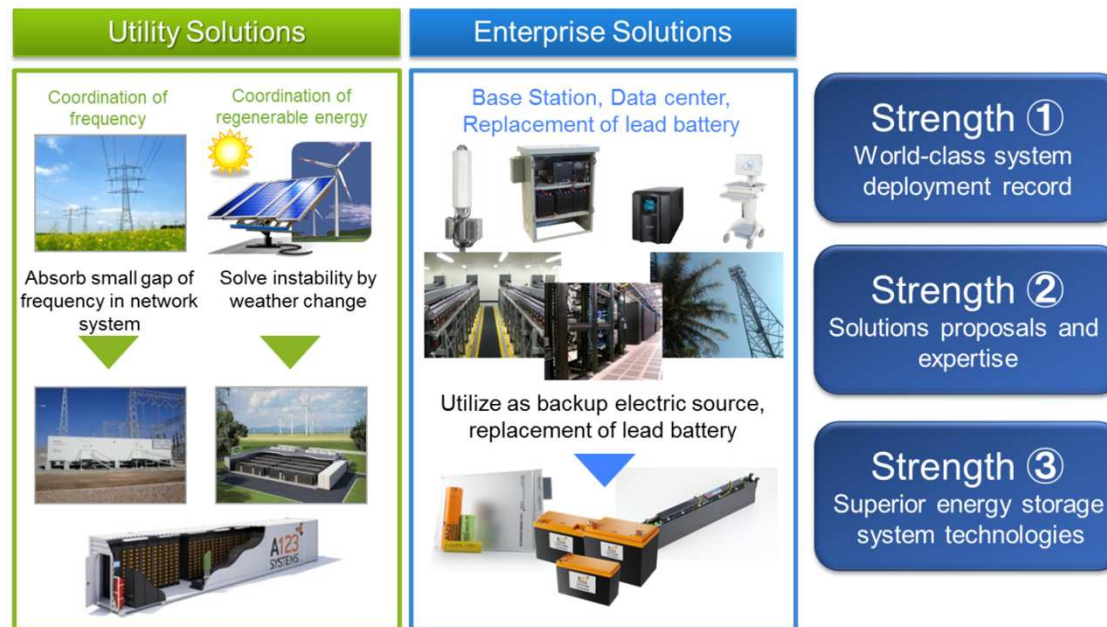 Utility Solutions
Enterprise Solutions
Coordination of
frequency
Coordination of
regenerable energy
Absorb small gap of
frequency in network
system
Solve instability by
weather change
A123
SYSTEMS
Base Station, Data center,
Replacement of lead battery
Utilize as backup electric source,
replacement of lead battery
Strength ①
World-class system
deployment record
Strength ②
Solutions proposals and
expertise
Strength ③
Superior energy storage
system technologies